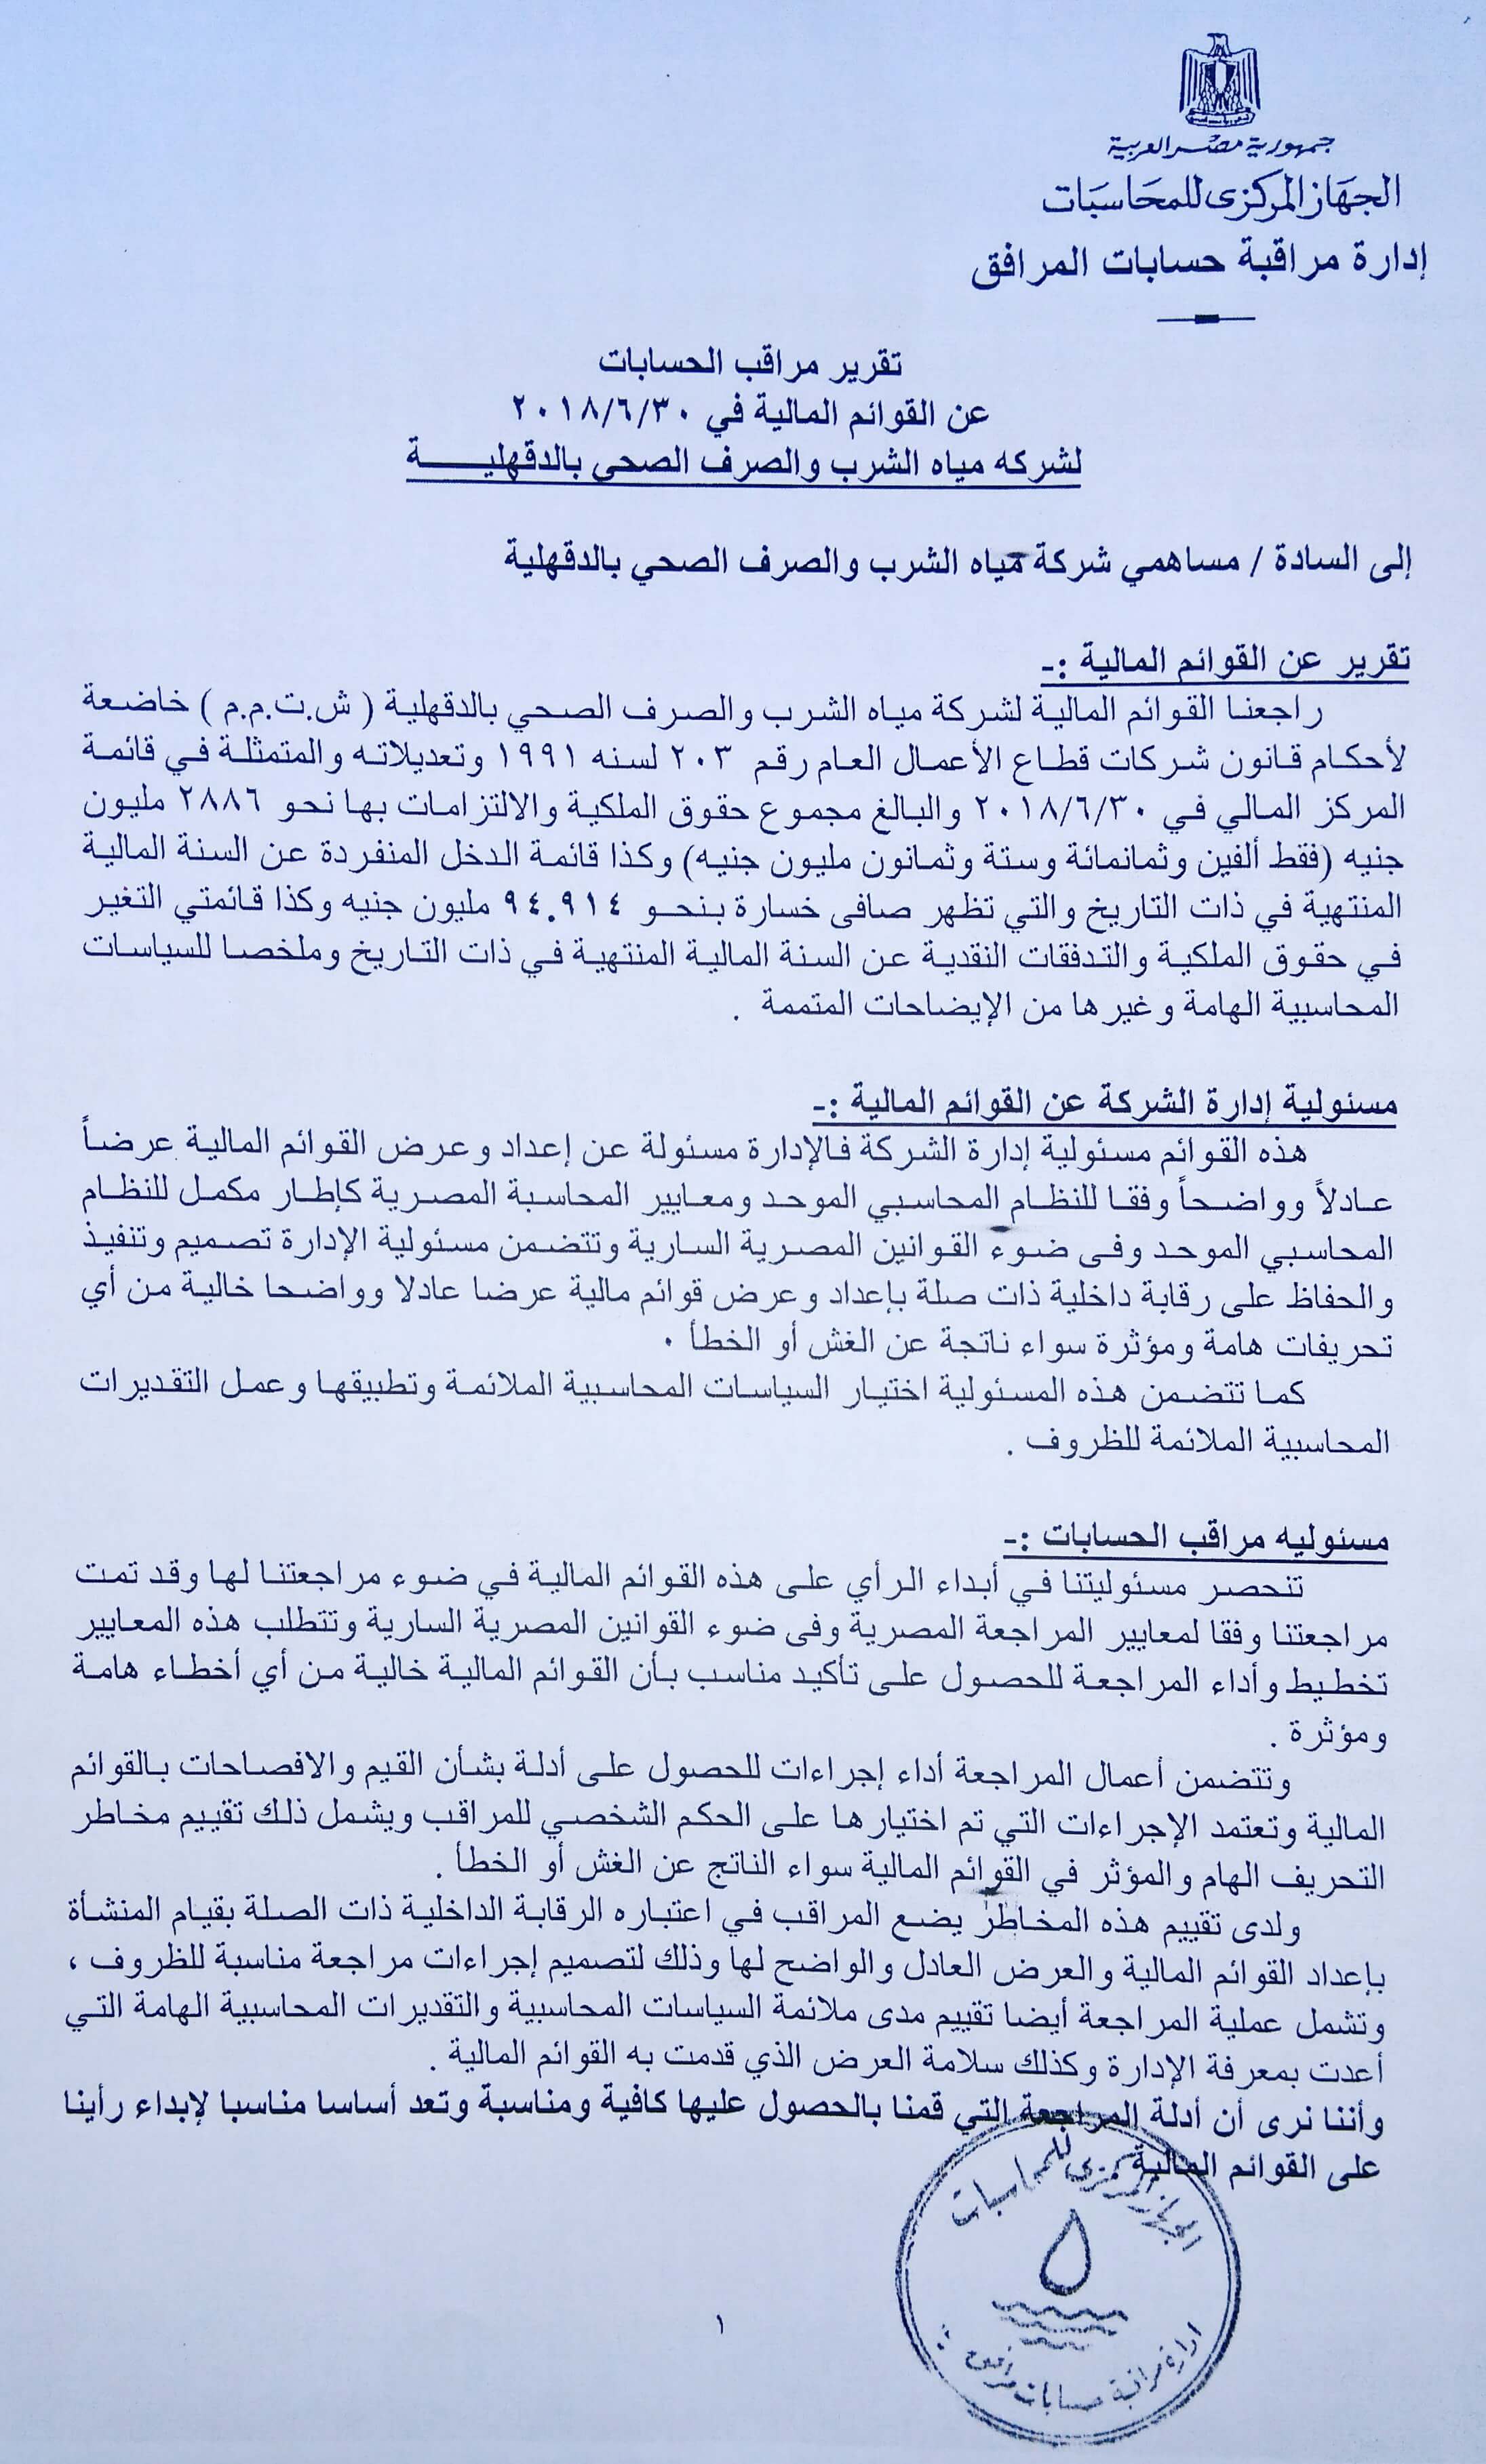 جمهورية مصر العربية
الجهاز المركزى للمحاسبات
إدارة مراقبة حسابات المرافق
تقرير مراقب الحسابات
عن القوائم المالية في ٢٠١٨/٦/٣٠
لشركه مياه الشرب والصرف الصحى بالدقهليـــــة
إلى السادة / مساهمي شركة مياه الشرب والصرف الصحي بالدقهلية
تقرير عن القوائم المالية :-
راجعنا القوائم المالية لشركة مياه الشرب والصرف الصحي بالدقهلية ( ش.ت.م.م ) خاضعة
لأحكام قانون شركات قطاع الأعمال العام رقم ٢٠٣ لسنه ١٩٩١ وتعديلاته والمتمثلة في قائمة
المركز المالي في ٢٠١٨/٦/٣٠ والبالغ مجموع حقوق الملكية والالتزامات بها نحو ٢٨٨٦ مليون
جنيه (فقط ألفين وثمانمائة وستة وثمانون مليون جنيه) وكذا قائمة الدخل المنفردة عن السنة المالية
المنتهية في ذات التاريخ والتي تظهر صافى خسارة بنحو ٩٤.٩١٤ مليون جنيه وكذا قائمتي التغير
في حقوق الملكية والتدفقات النقدية عن السنة المالية المنتهية في ذات التاريخ وملخصا للسياسات
المحاسبية الهامة وغيرها من الإيضاحات المتممة .
مسئولية إدارة الشركة عن القوائم المالية :-
هذه القوائم مسئولية إدارة الشركة فالإدارة مسئولة عن إعداد وعرض القوائم المالية عرضاً
عادلاً وواضحاً وفقا للنظام المحاسبي الموحد ومعايير المحاسبة المصرية كإطار مكمل للنظام
المحاسبي الموحد وفى ضوء القوانين المصرية السارية وتتضمن مسئولية الإدارة تصميم وتنفيذ
والحفاظ على رقابة داخلية ذات صلة بإعداد وعرض قوائم مالية عرضا عادلا وواضحا خالية من أي
تحريفات هامة ومؤثرة سواء ناتجة عن الغش أو الخطأ .
كما تتضمن هذه المسئولية اختيار السياسات المحاسبية الملائمة وتطبيقها وعمل التقديرات
المحاسبية الملائمة للظروف .
مسئوليه مراقب الحسابات :-
تنحصر مسئوليتنا في أبداء الرأي على هذه القوائم المالية في ضوء مراجعتنا لها وقد تمت
مراجعتنا وفقا لمعايير المراجعة المصرية وفى ضوء القوانين المصرية السارية وتتطلب هذه المعايير
تخطيط وأداء المراجعة للحصول على تأكيد مناسب بأن القوائم المالية خالية من أي أخطاء هامة
ومؤثرة .
وتتضمن أعمال المراجعة أداء إجراءات للحصول على أدلة بشأن القيم والافصاحات بالقوائم
المالية وتعتمد الإجراءات التي تم اختيارها على الحكم الشخصي للمراقب ويشمل ذلك تقييم مخاطر
التحريف الهام والمؤثر في القوائم المالية سواء الناتج عن الغش أو الخطأ .
ولدى تقييم هذه المخاطر يضع المراقب في اعتباره الرقابة الداخلية ذات الصلة بقيام المنشأة
بإعداد القوائم المالية والعرض العادل والواضح لها وذلك لتصميم إجراءات مراجعة مناسبة للظروف ،
وتشمل عملية المراجعة أيضا تقييم مدى ملائمة السياسات المحاسبية والتقديرات المحاسبية الهامة التي
أعدت بمعرفة الإدارة وكذلك سلامة العرض الذي قدمت به القوائم المالية .
وأننا نرى أن أدلة المراجعة التي قمنا بالحصول عليها كافية ومناسبة وتعد أساسا مناسبا لإبداء رأينا
على القوائم المالية
الجهاز المركزى للمحاسبات
ادارة مراقبة حسابات مرافق
١